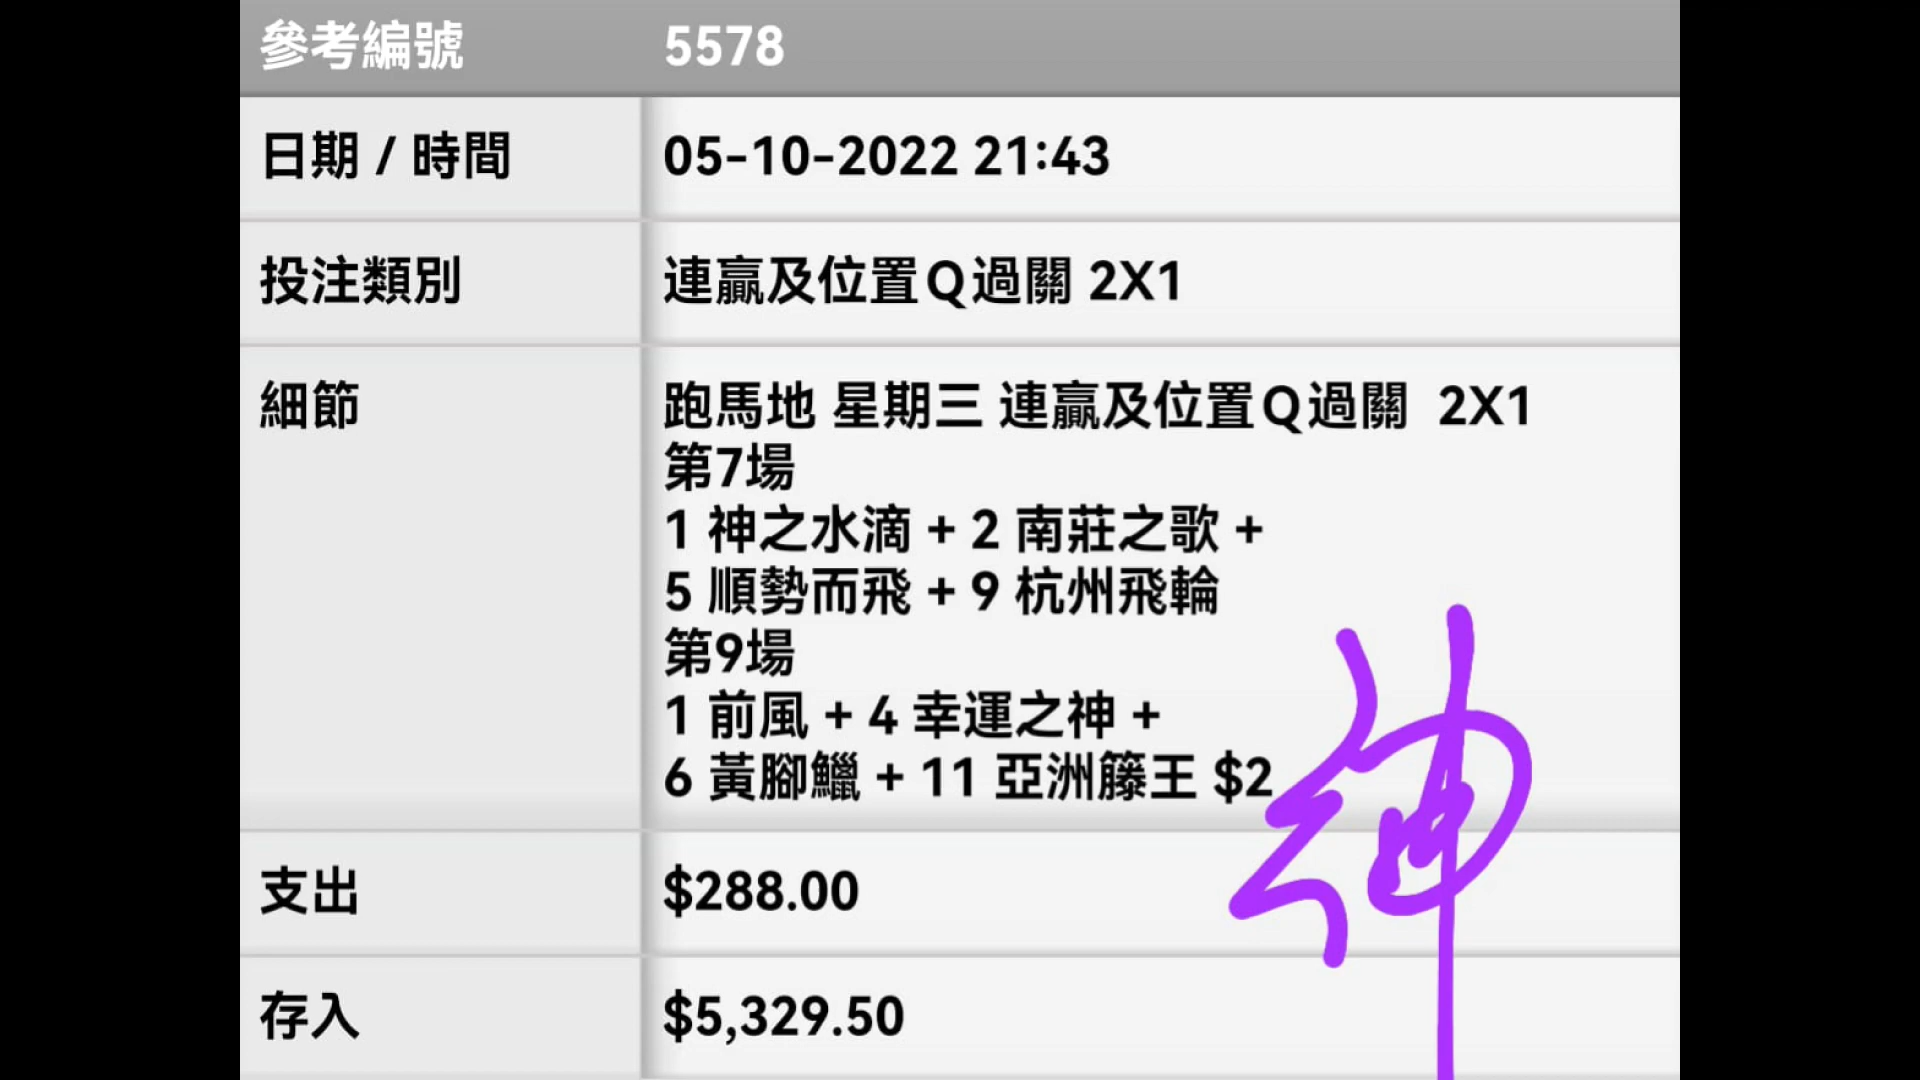 參考編號 5578
日期 / 時間 05-10-2022 21:43
投注類別 連贏及位置Q過關 2X1
細節 跑馬地 星期三 連贏及位置Q過關 2X1
第7場
1 神之水滴 + 2 南莊之歌 +
5 順勢而飛 + 9 杭州飛輪
第9場
1 前風 + 4 幸運之神 +
6 黃腳鱲 + 11 亞洲籐王 $2
支出 $288.00
存入 $5,329.50
神